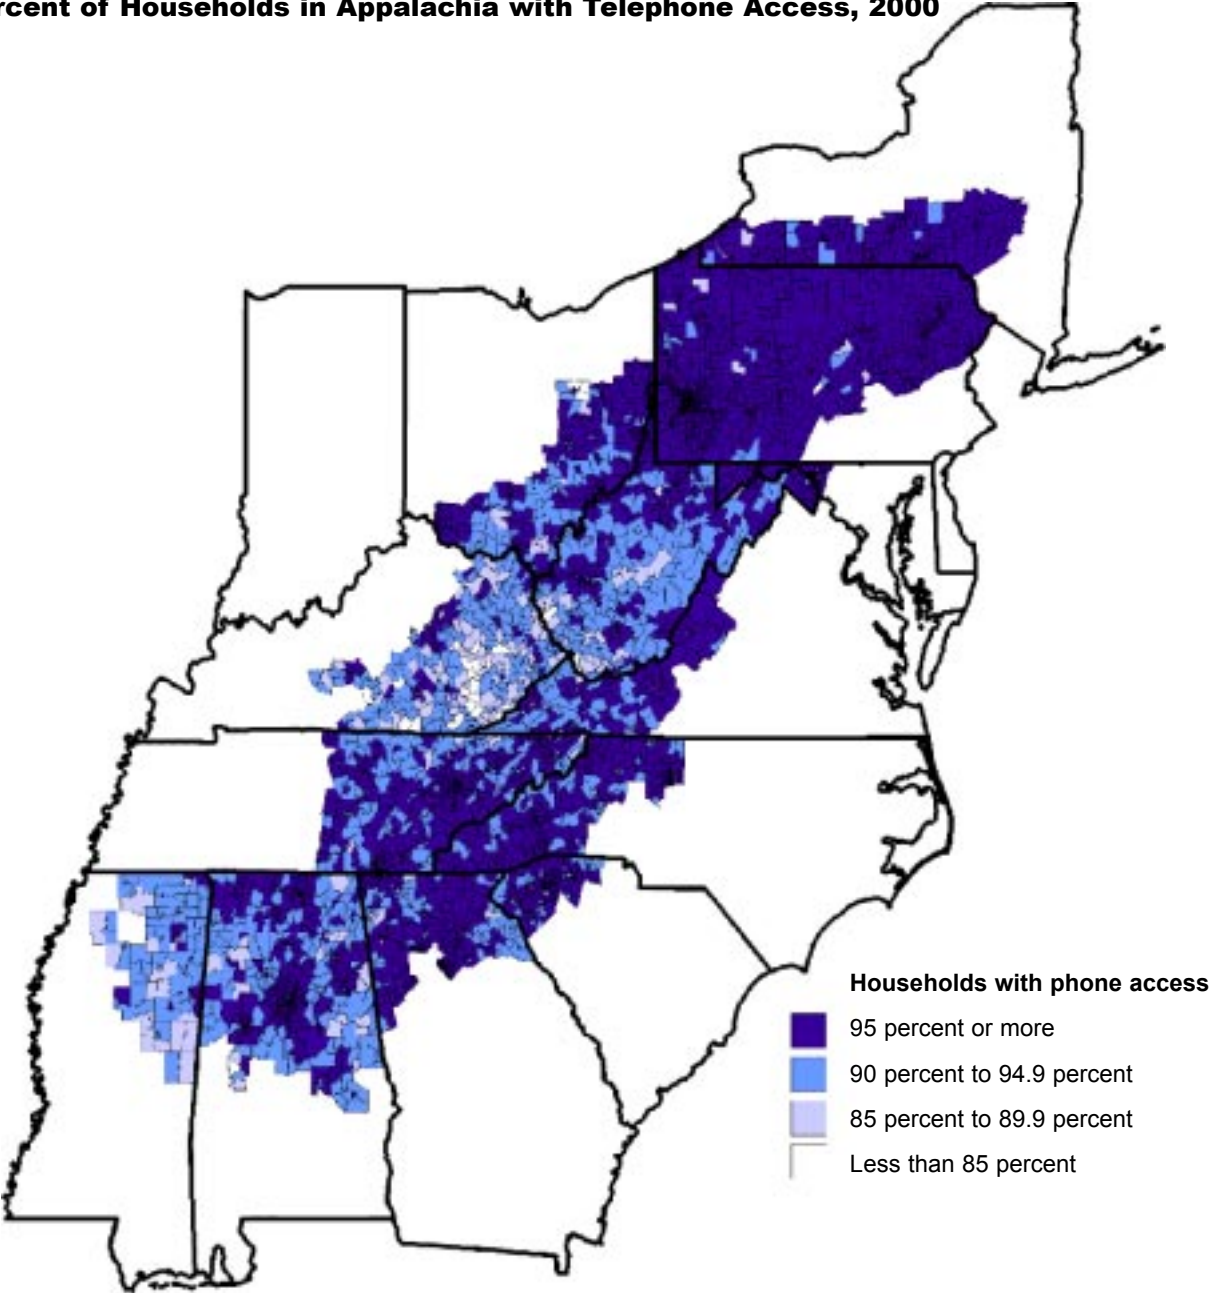 rcent of Households in Appalachia with Telephone Access, 2000
Households with phone access
95 percent or more
90 percent to 94.9 percent
85 percent to 89.9 percent
Less than 85 percent